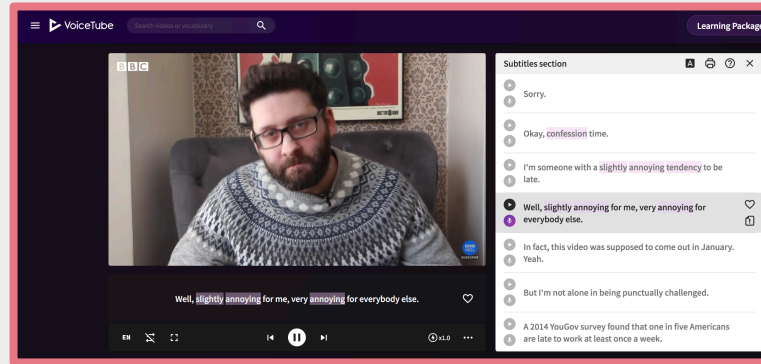 VoiceTube
Search videos or vocabulary
Learning Package
BBC
Subtitles section
A
Sorry.
Okay, confession time.
I'm someone with a slightly annoying tendency to be
late.
Well, slightly annoying for me, very annoying for
everybody else.
In fact, this video was supposed to come out in January.
Yeah.
But I'm not alone in being punctually challenged.
A 2014 YouGov survey found that one in five Americans
are late to work at least once a week.
SUBSCRIBE
Well, slightly annoying for me, very annoying for everybody else.
EN
x1.0